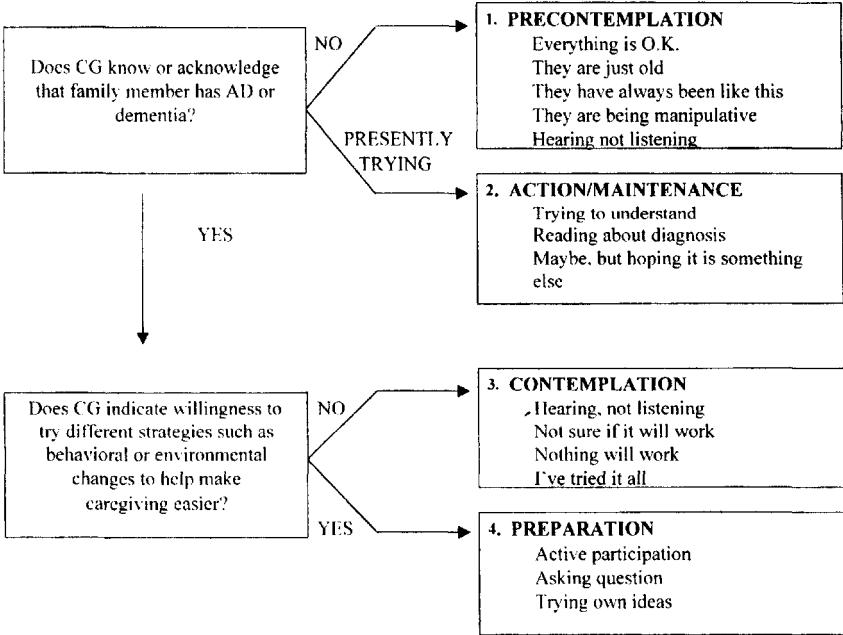 Does CG know or acknowledge
that family member has AD or
dementia?
NO
PRESENTLY
TRYING
1. PRECONTEMPLATION
Everything is O.K.
They are just old
They have always been like this
They are being manipulative
Hearing not listening
2. ACTION/MAINTENANCE
Trying to understand
Reading about diagnosis
Maybe, but hoping it is something
else
YES
Does CG indicate willingness to
try different strategies such as
behavioral or environmental
changes to help make
caregiving easier?
NO
YES
3. CONTEMPLATION
Hearing, not listening
Not sure if it will work
Nothing will work
I've tried it all
4. PREPARATION
Active participation
Asking question
Trying own ideas